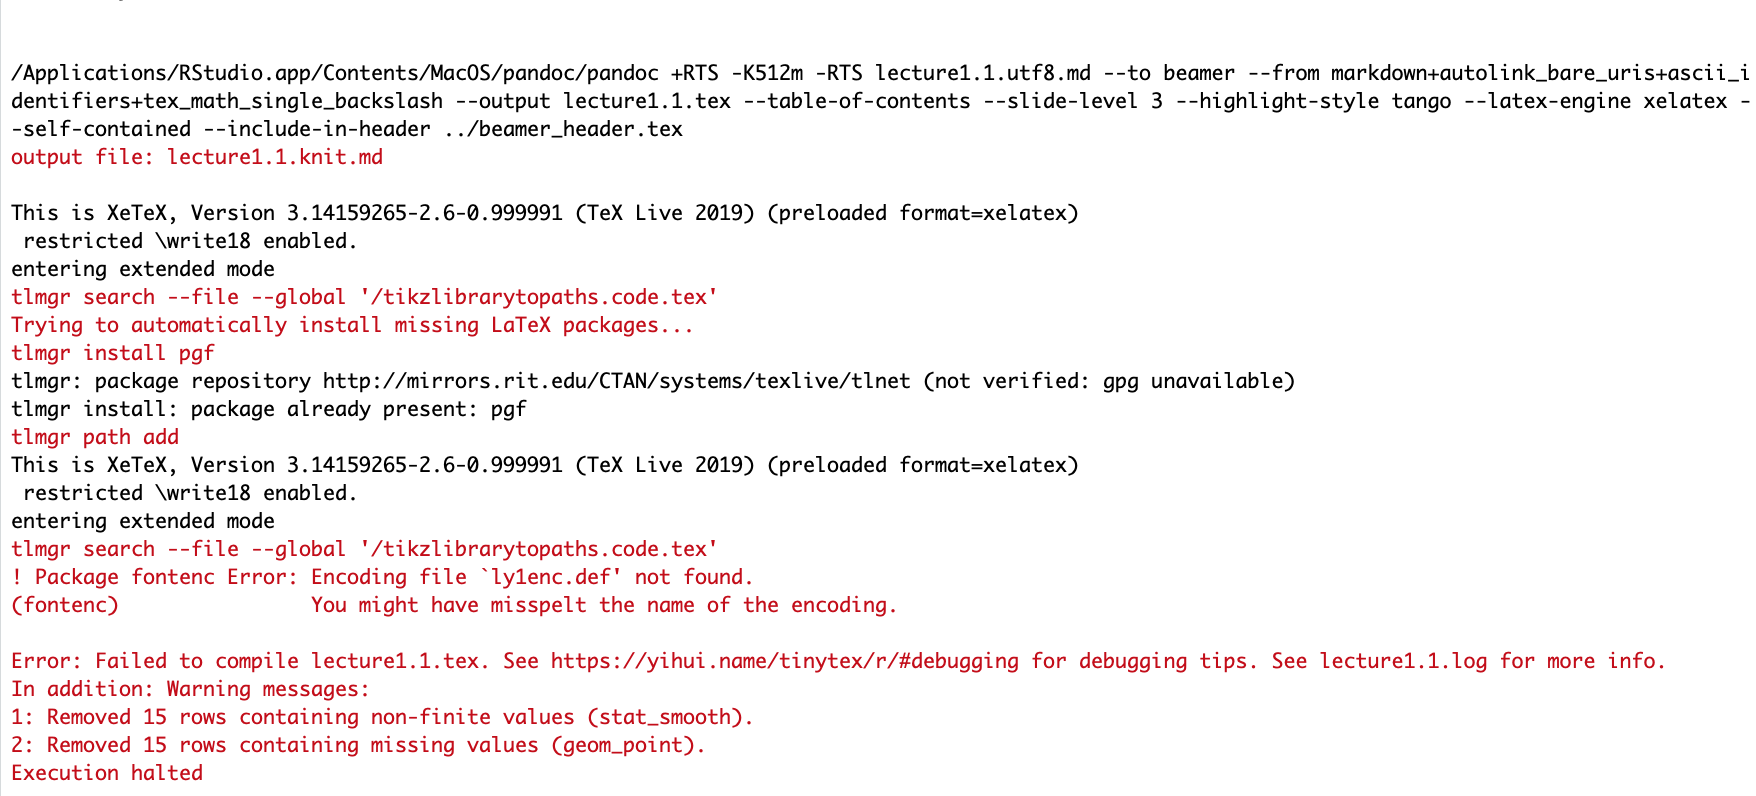 /Applications/RStudio.app/Contents/MacOS/pandoc/pandoc +RTS -K512m -RTS lecture1.1.utf8.md --to beamer --from markdown+autolink_bare_uris+ascii_i
dentifiers+tex_math_single_backslash --output lecture1.1.tex --table-of-contents --slide-level 3 --highlight-style tango --latex-engine xelatex -
-self-contained --include-in-header ../beamer_header.tex
output file: lecture1.1.knit.md

This is XeTeX, Version 3.14159265-2.6-0.999991 (TeX Live 2019) (preloaded format=xelatex)
 restricted \write18 enabled.
entering extended mode
tlmgr search --file --global '/tikzlibrarytopaths.code.tex'
Trying to automatically install missing LaTeX packages...
tlmgr install pgf
tlmgr: package repository http://mirrors.rit.edu/CTAN/systems/texlive/tlnet (not verified: gpg unavailable)
tlmgr install: package already present: pgf
tlmgr path add
This is XeTeX, Version 3.14159265-2.6-0.999991 (TeX Live 2019) (preloaded format=xelatex)
 restricted \write18 enabled.
entering extended mode
tlmgr search --file --global '/tikzlibrarytopaths.code.tex'
! Package fontenc Error: Encoding file `ly1enc.def' not found.
(fontenc)                You might have misspelt the name of the encoding.

Error: Failed to compile lecture1.1.tex. See https://yihui.name/tinytex/r/#debugging for debugging tips. See lecture1.1.log for more info.
In addition: Warning messages:
1: Removed 15 rows containing non-finite values (stat_smooth).
2: Removed 15 rows containing missing values (geom_point).
Execution halted